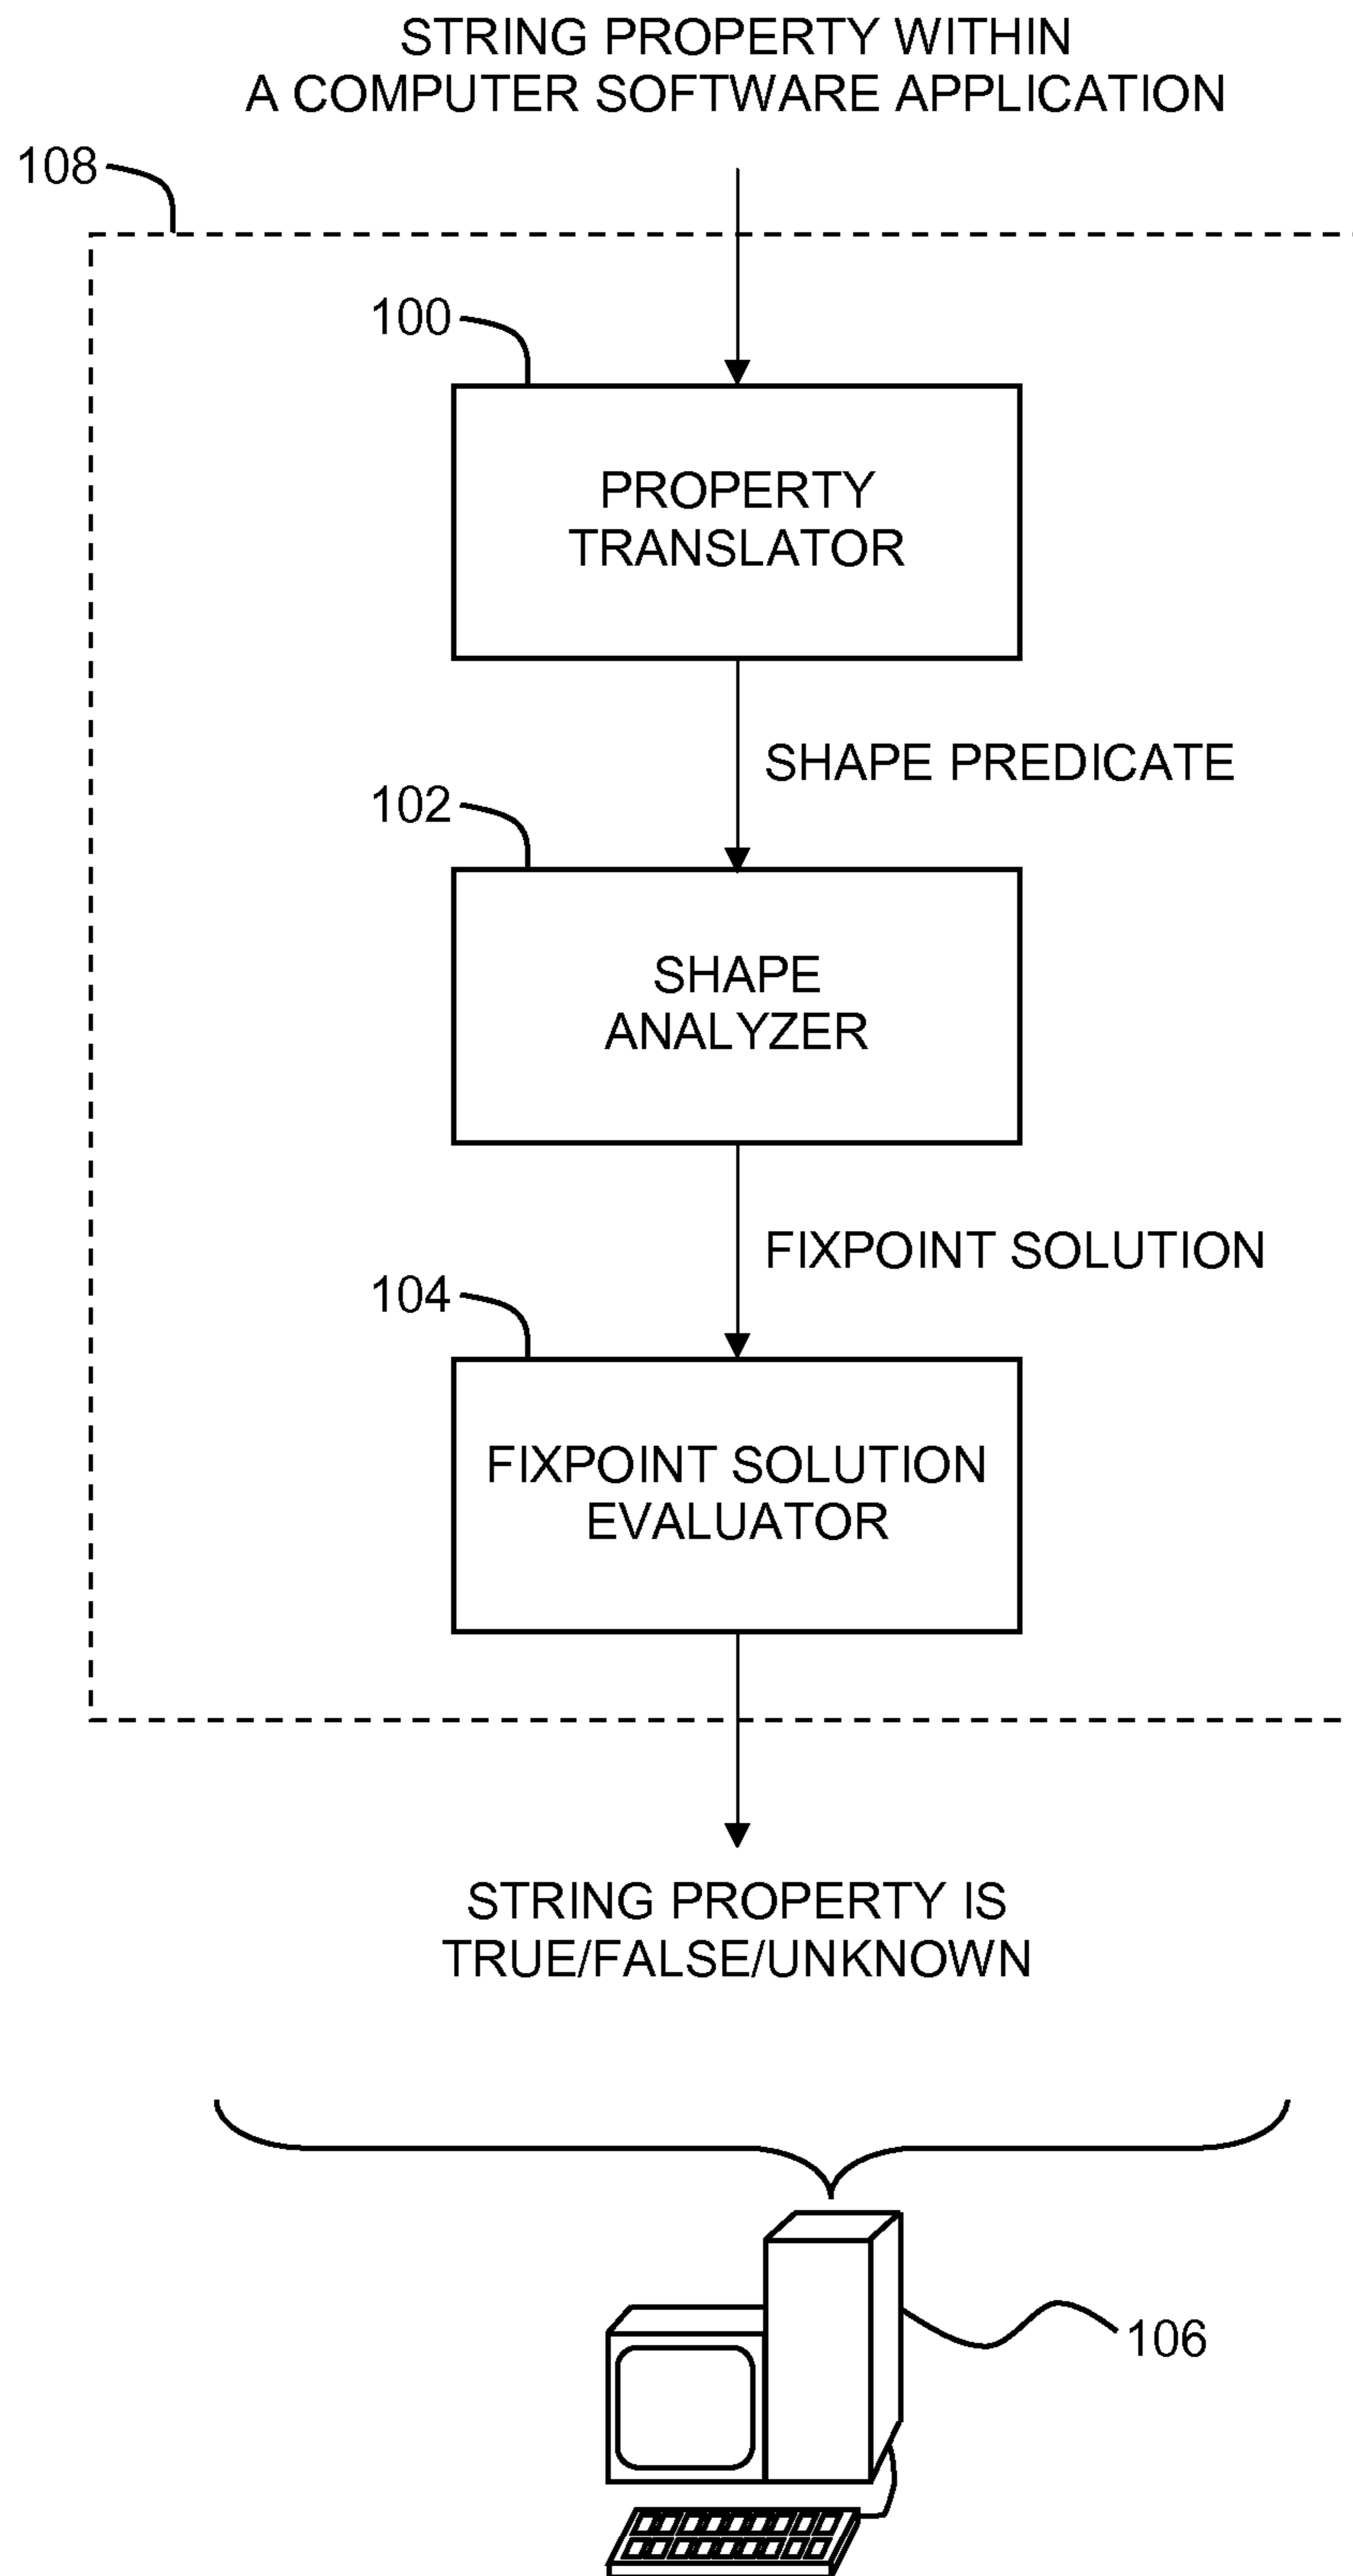 STRING PROPERTY WITHIN
A COMPUTER SOFTWARE APPLICATION
108
100
PROPERTY
TRANSLATOR
SHAPE PREDICATE
102
SHAPE
ANALYZER
FIXPOINT SOLUTION
104
FIXPOINT SOLUTION
EVALUATOR
STRING PROPERTY IS
TRUE/FALSE/UNKNOWN
106